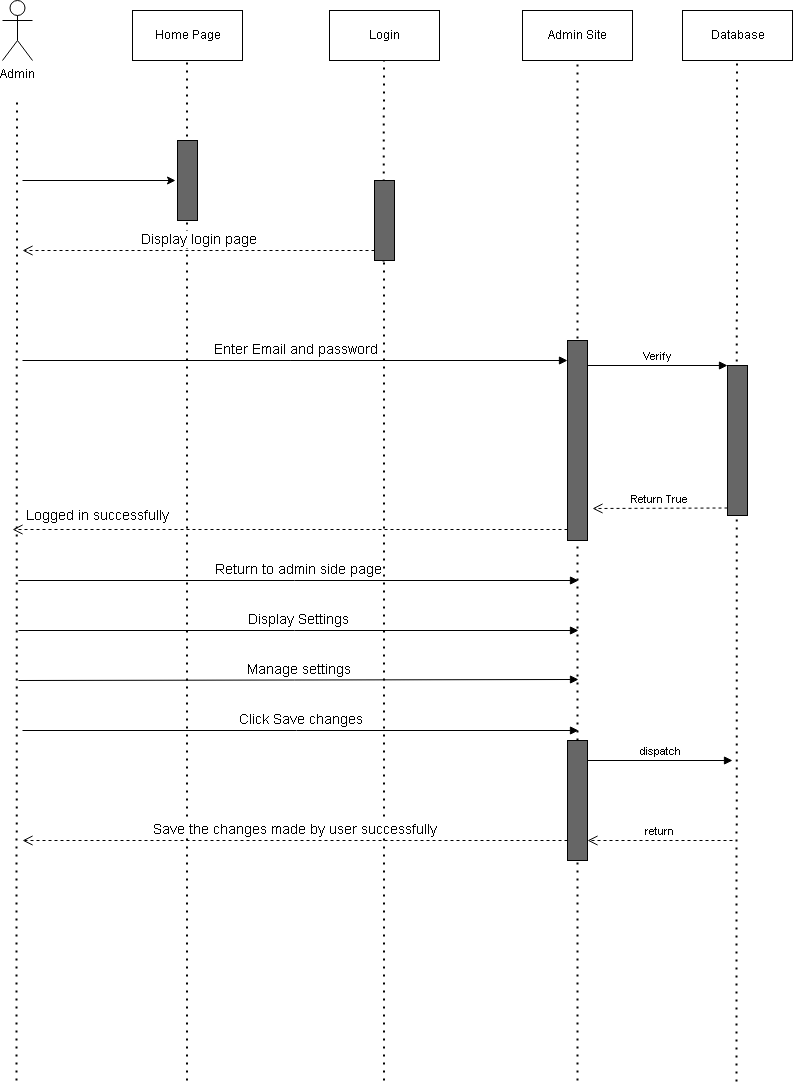 Home Page
Login
Admin Site
Database
Admin
Display login page
Enter Email and password
Verify
Return True
Logged in successfully
Return to admin side page
Display Settings
Manage settings
Click Save changes
dispatch
Save the changes made by user successfully
return